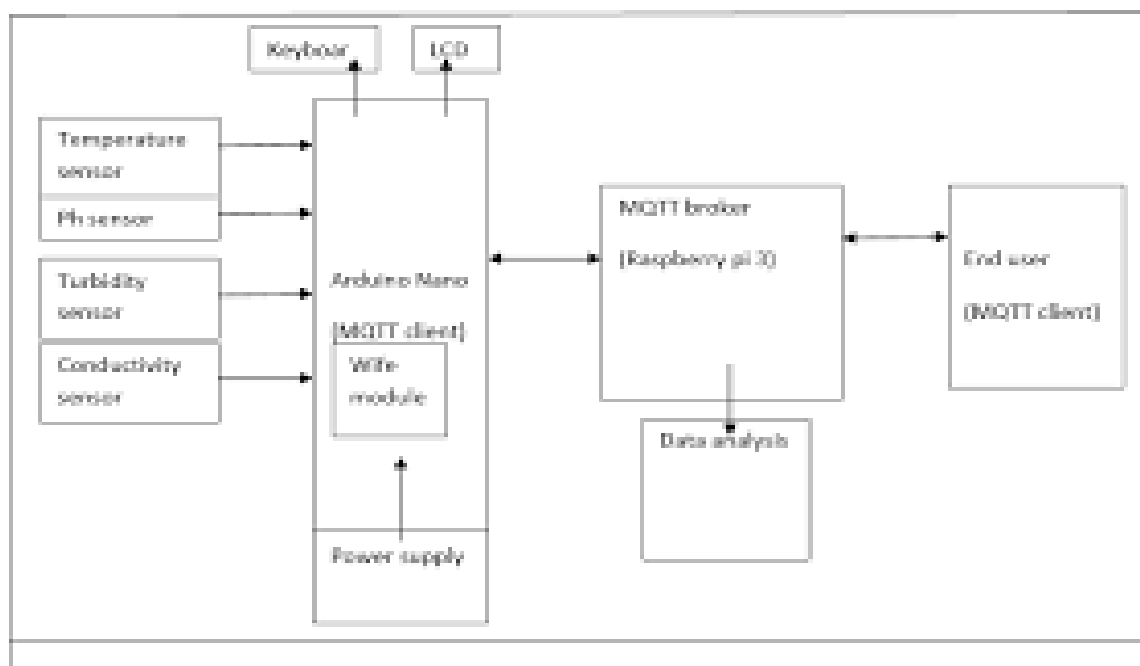 Keyboar
LCD
Temperature
sensor
Ph sensor
Turbidity
sensor
Conductivity
sensor
Arduino Nano
(MQTT client)
Wife
module
Power supply
MQTT broker
(Raspberry pi 3)
Data analysis
End user
(MQTT client)